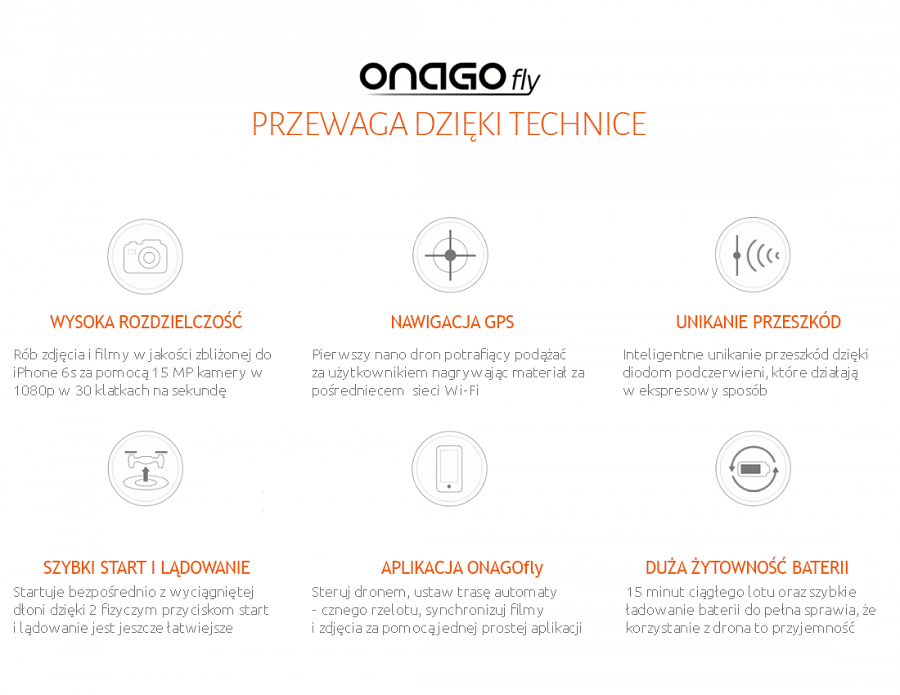 ONAGO fly
PRZEWAGA DZIĘKI TECHNICE
WYSOKA ROZDZIELCZOŚĆ
Rób zdjęcia i filmy w jakości zbliżonej do
iPhone 6s za pomocą 15 MP kamery w
1080p w 30 klatkach na sekundę
NAWIGACJA GPS
Pierwszy nano dron potrafiący podążać
za użytkownikiem nagrywając materiał za
pośredniecem sieci Wi-Fi
UNIKANIE PRZESZKÓD
Inteligentne unikanie przeszkód dzięki
diodom podczerwieni, które działają
w ekspresowy sposób
SZYBKI START I LĄDOWANIE
Startuje bezpośrednio z wyciągniętej
dłoni dzięki 2 fizyczym przyciskom start
i lądowanie jest jeszcze łatwiejsze
APLIKACJA ONAGOfly
Steruj dronem, ustaw trasę automaty
- cznego rzelotu, synchronizuj filmy
i zdjęcia za pomocą jednej prostej aplikacji
DUŻA ŻYTOWNOŚĆ BATERII
15 minut ciągłego lotu oraz szybkie
ładowanie baterii do pełna sprawia, że
korzystanie z drona to przyjemność